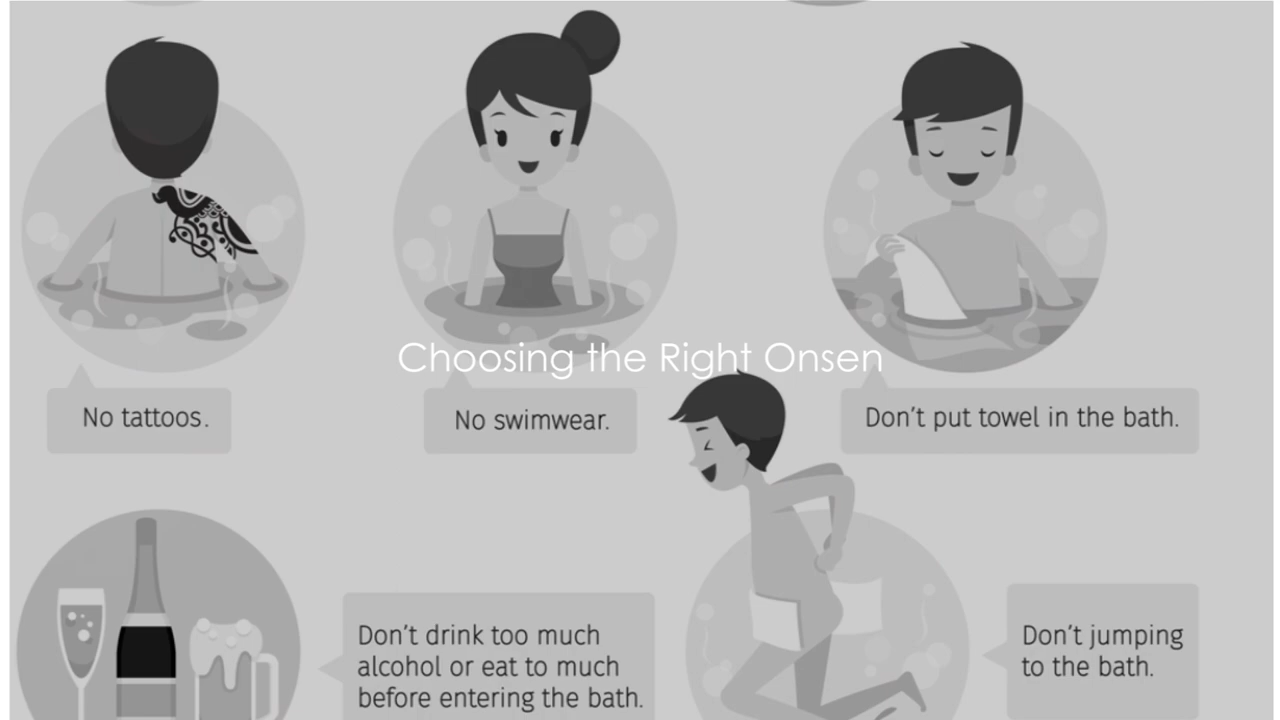 Choosing the Right Onsen
No tattoos.
No swimwear.
Don't put towel in the bath.
Don't drink too much
alcohol or eat to much
before entering the bath.
Don't jumping
to the bath.